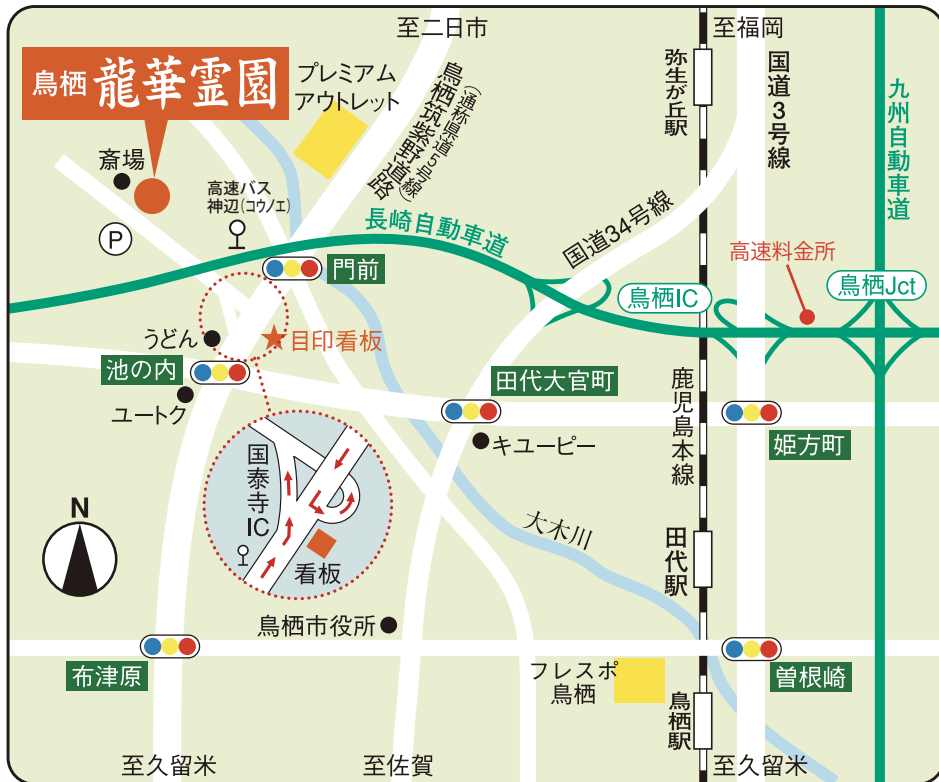 至二日市
至福岡
鳥栖 龍華霊園
プレミアム
アウトレット
鳥栖筑紫野道路
(通称県道5号線)
弥生が丘駅
国道3号線
九州自動車道
斎場
P
高速バス
神辺(コウノエ)
長崎自動車道
国道34号線
高速料金所
門前
鳥栖IC
鳥栖Jct
うどん
目印看板
池の内
ユートク
田代大官町
キユーピー
鹿児島本線
姫方町
国泰寺IC
看板
N
大木川
田代駅
鳥栖市役所
布津原
フレスポ
鳥栖
曽根崎
鳥栖駅
至久留米
至佐賀
至久留米